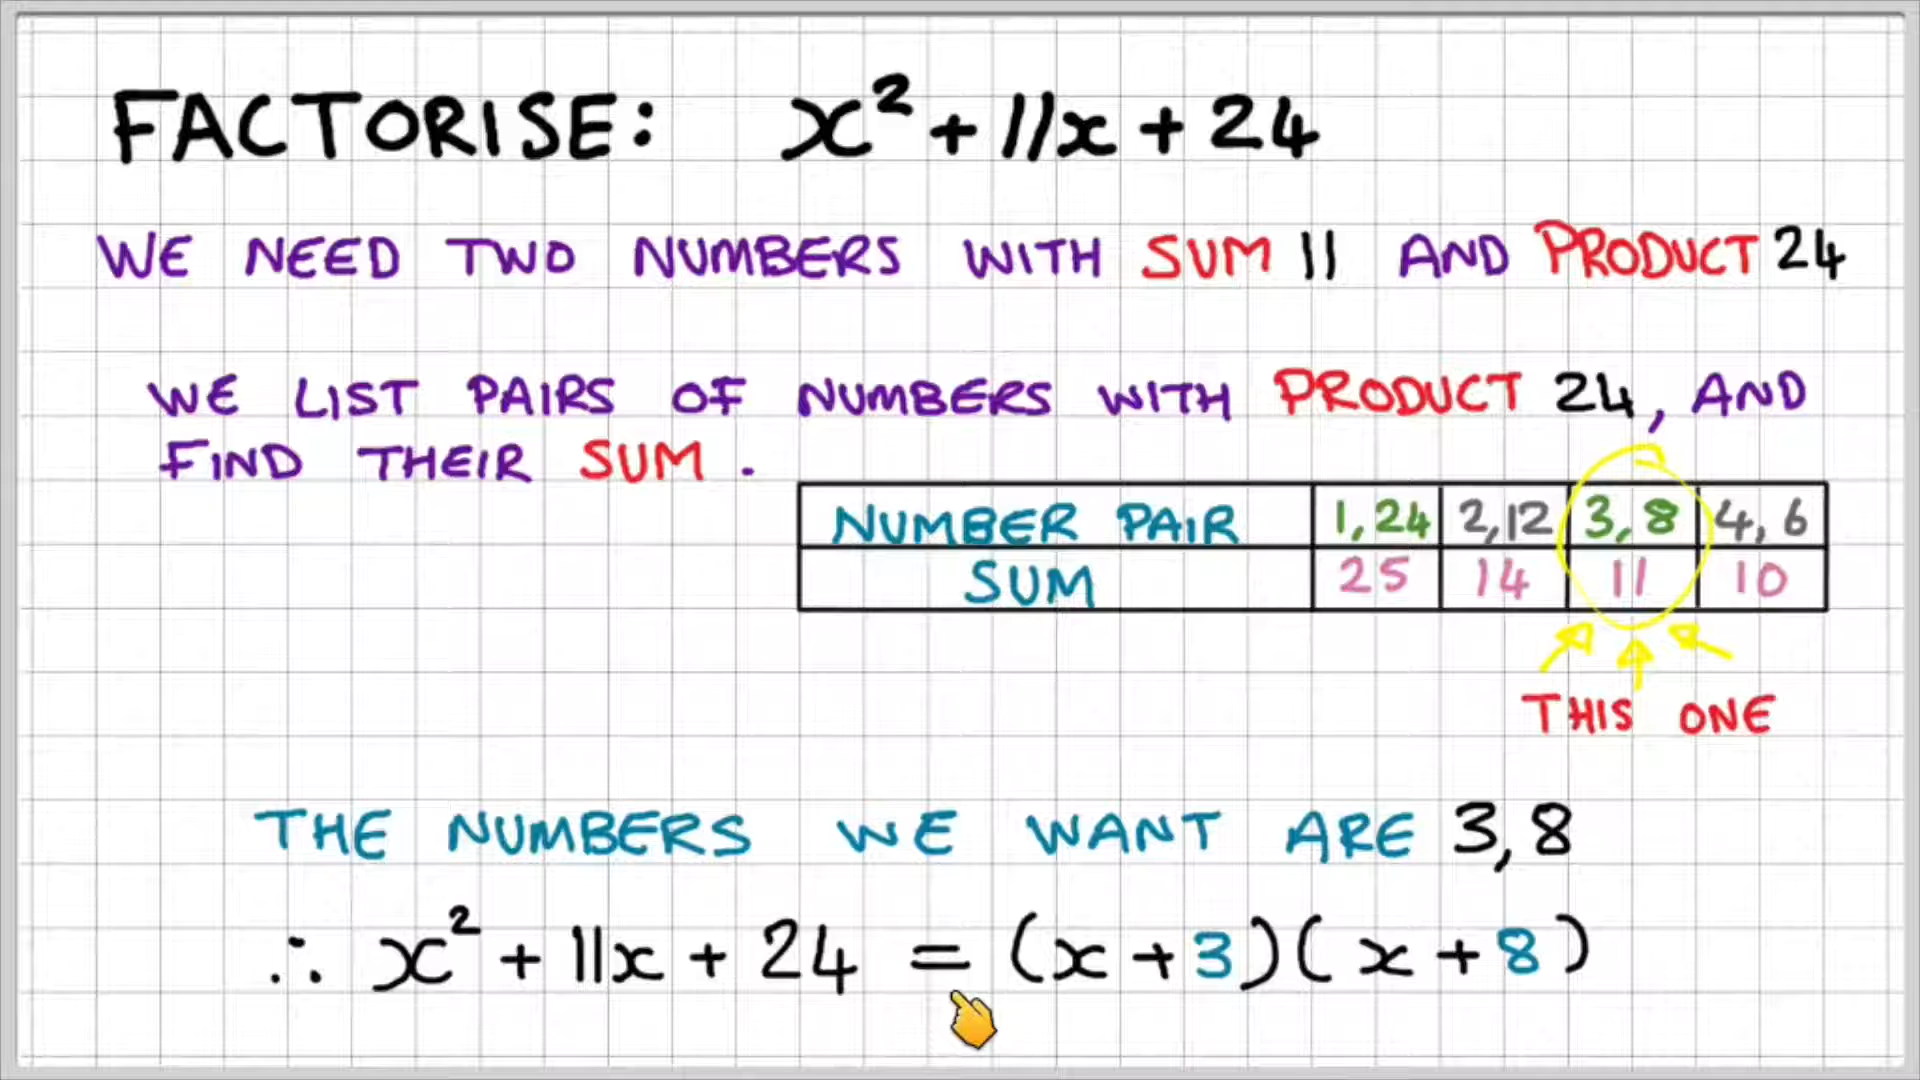 FACTORISE: x² + 11x + 24
WE NEED TWO NUMBERS WITH SUM 11 AND PRODUCT 24
WE LIST PAIRS OF NUMBERS WITH PRODUCT 24, AND
FIND THEIR SUM.
NUMBER PAIR 1,24 2,12 3,8 4,6
SUM 25 14 11 10
THIS ONE
THE NUMBERS WE WANT ARE 3,8
∴ x² + 11x + 24 = (x + 3)(x + 8)